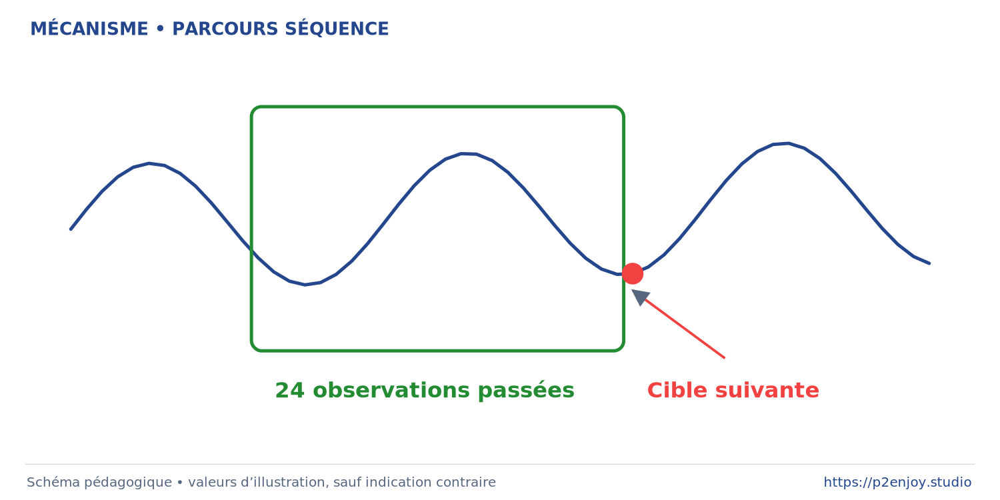 MÉCANISME • PARCOURS SÉQUENCE
24 observations passées
Cible suivante
Schéma pédagogique • valeurs d’illustration, sauf indication contraire
https://p2enjoy.studio